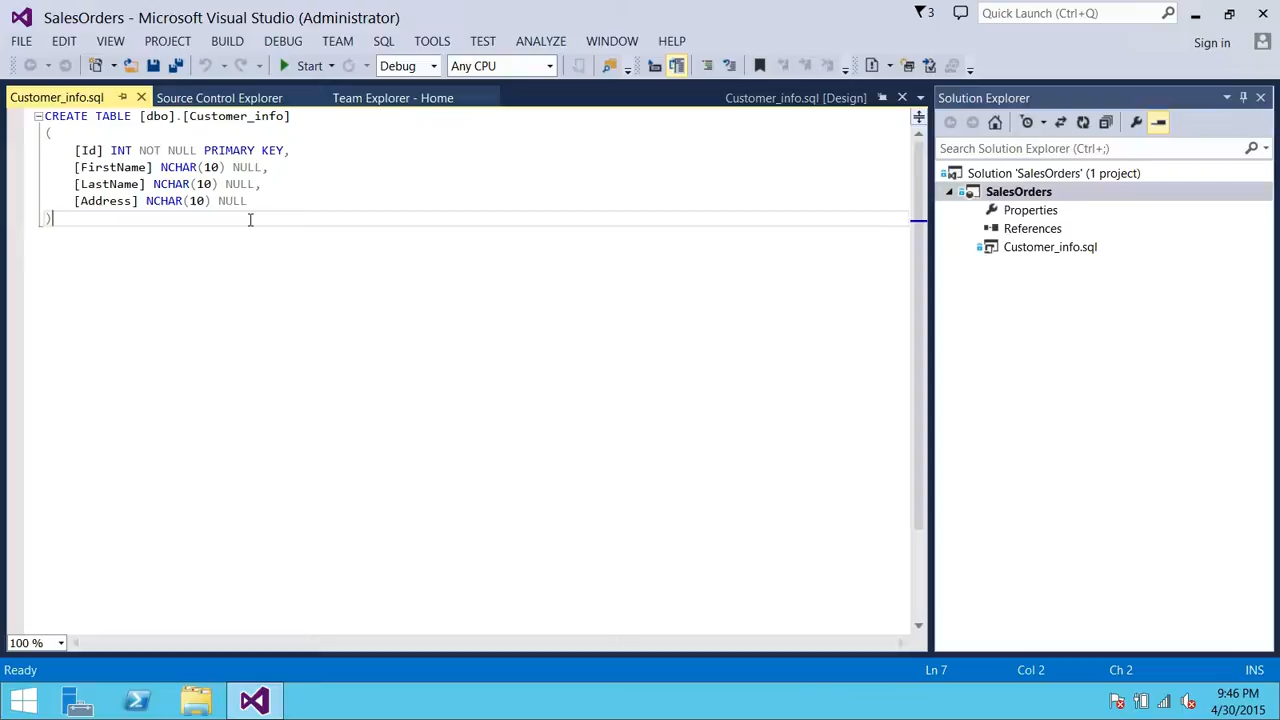 SalesOrders - Microsoft Visual Studio (Administrator)
3
Quick Launch (Ctrl+Q)
FILE EDIT VIEW PROJECT BUILD DEBUG TEAM SQL TOOLS TEST ANALYZE WINDOW HELP
Sign in
Start Debug Any CPU
Customer_info.sql Source Control Explorer Team Explorer - Home Customer_info.sql [Design]
CREATE TABLE [dbo].[Customer_info]
(
[Id] INT NOT NULL PRIMARY KEY,
[FirstName] NCHAR(10) NULL,
[LastName] NCHAR(10) NULL,
[Address] NCHAR(10) NULL
)
100 %
Solution Explorer
Search Solution Explorer (Ctrl+;)
Solution 'SalesOrders' (1 project)
SalesOrders
Properties
References
Customer_info.sql
Ready Ln 7 Col 2 Ch 2 INS
9:46 PM
4/30/2015